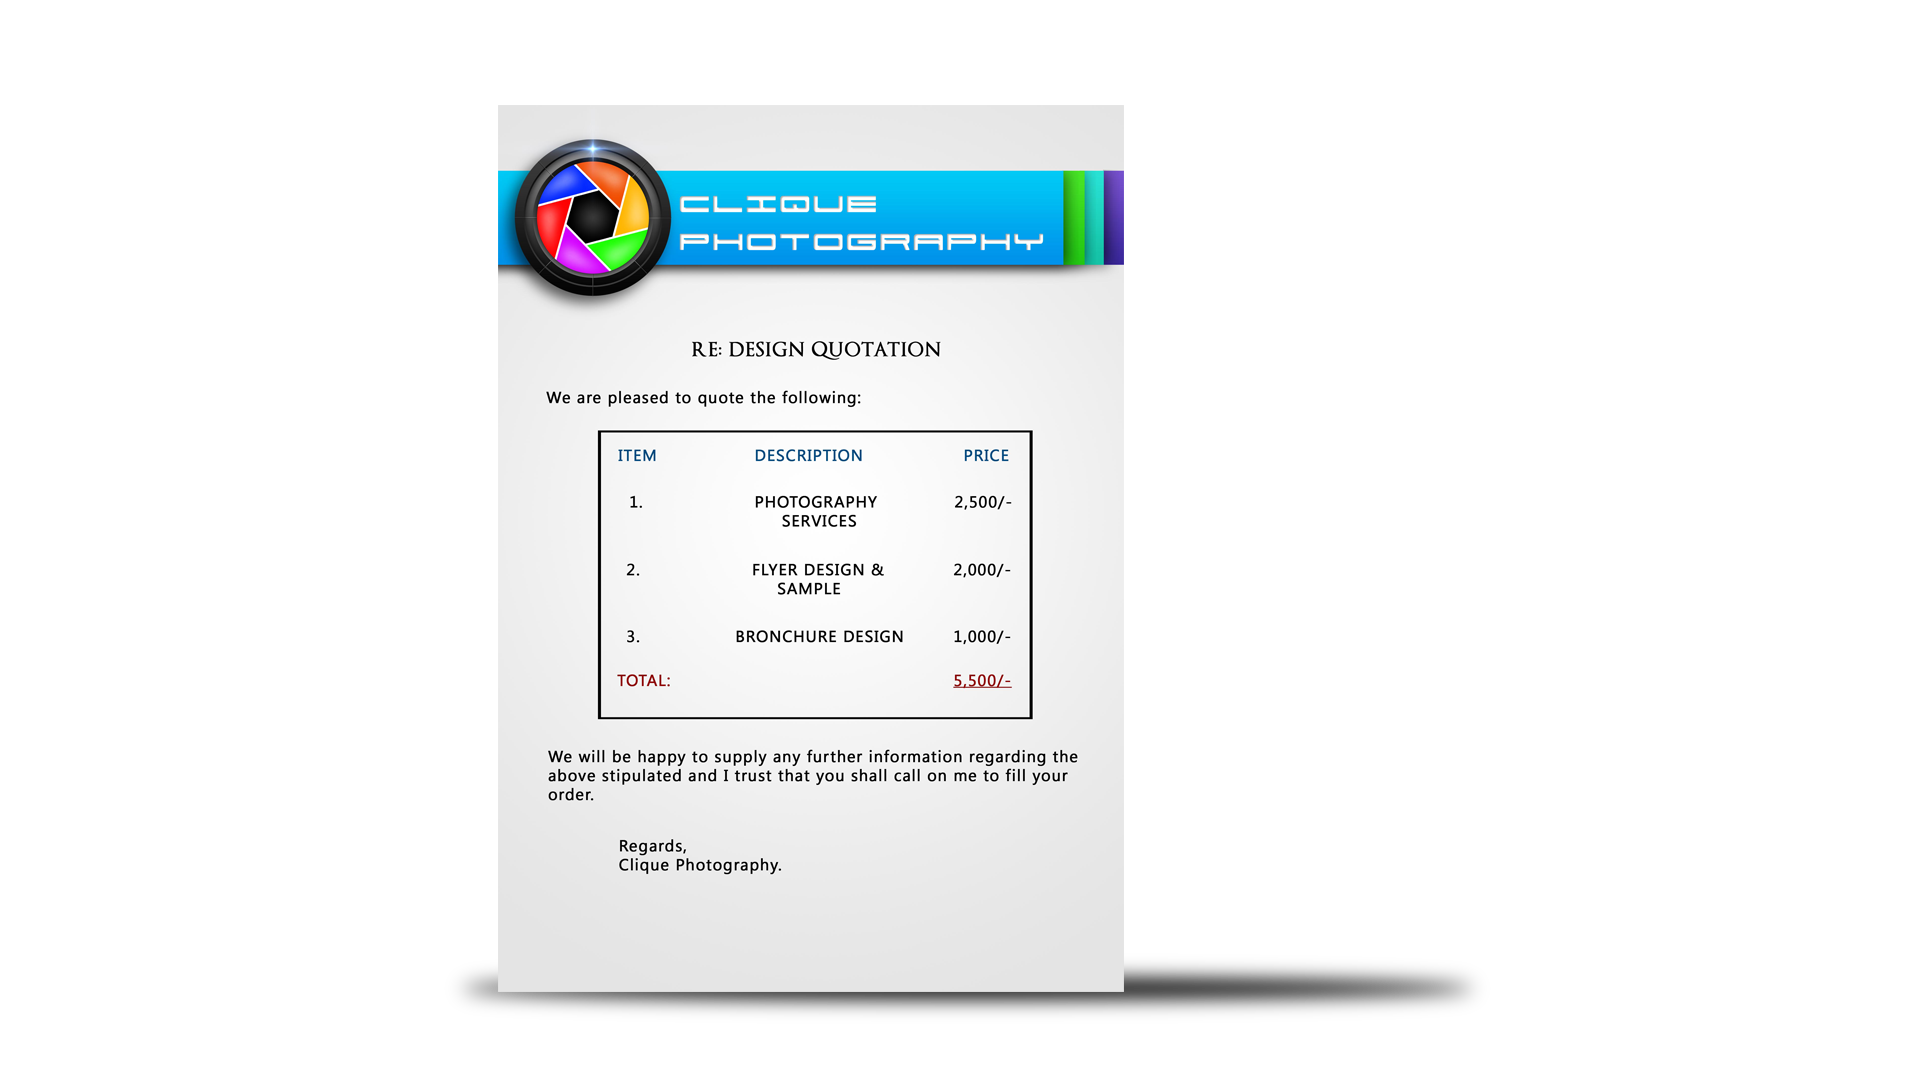 CLIQUE
PHOTOGRAPHY
RE: DESIGN QUOTATION
We are pleased to quote the following:
ITEM DESCRIPTION PRICE
1. PHOTOGRAPHY 2,500/-
SERVICES
2. FLYER DESIGN & 2,000/-
SAMPLE
3. BRONCHURE DESIGN 1,000/-
TOTAL: 5,500/-
We will be happy to supply any further information regarding the
above stipulated and I trust that you shall call on me to fill your
order.
Regards,
Clique Photography.